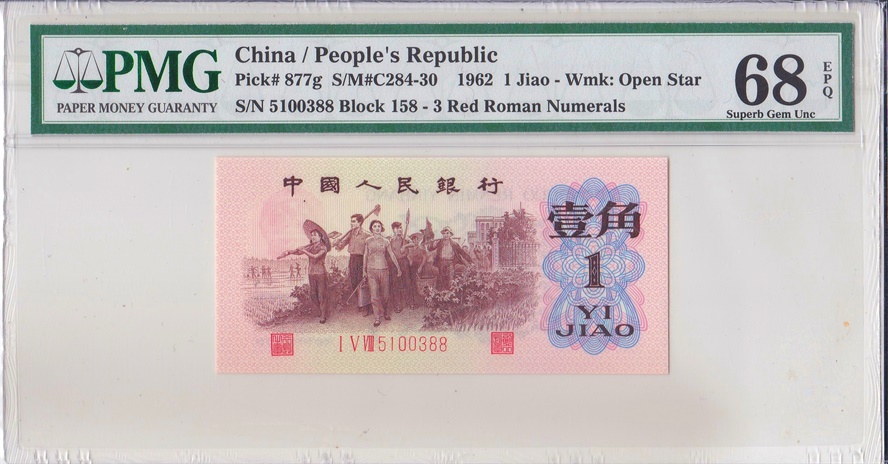 PMG
PAPER MONEY GUARANTY
China / People's Republic
Pick# 877g S/M#C284-30 1962 1 Jiao - Wmk: Open Star
S/N 5100388 Block 158 - 3 Red Roman Numerals
68
EPQ
Superb Gem Unc
中國人民銀行
壹角
1
YI
JIAO
I V VIII 5100388